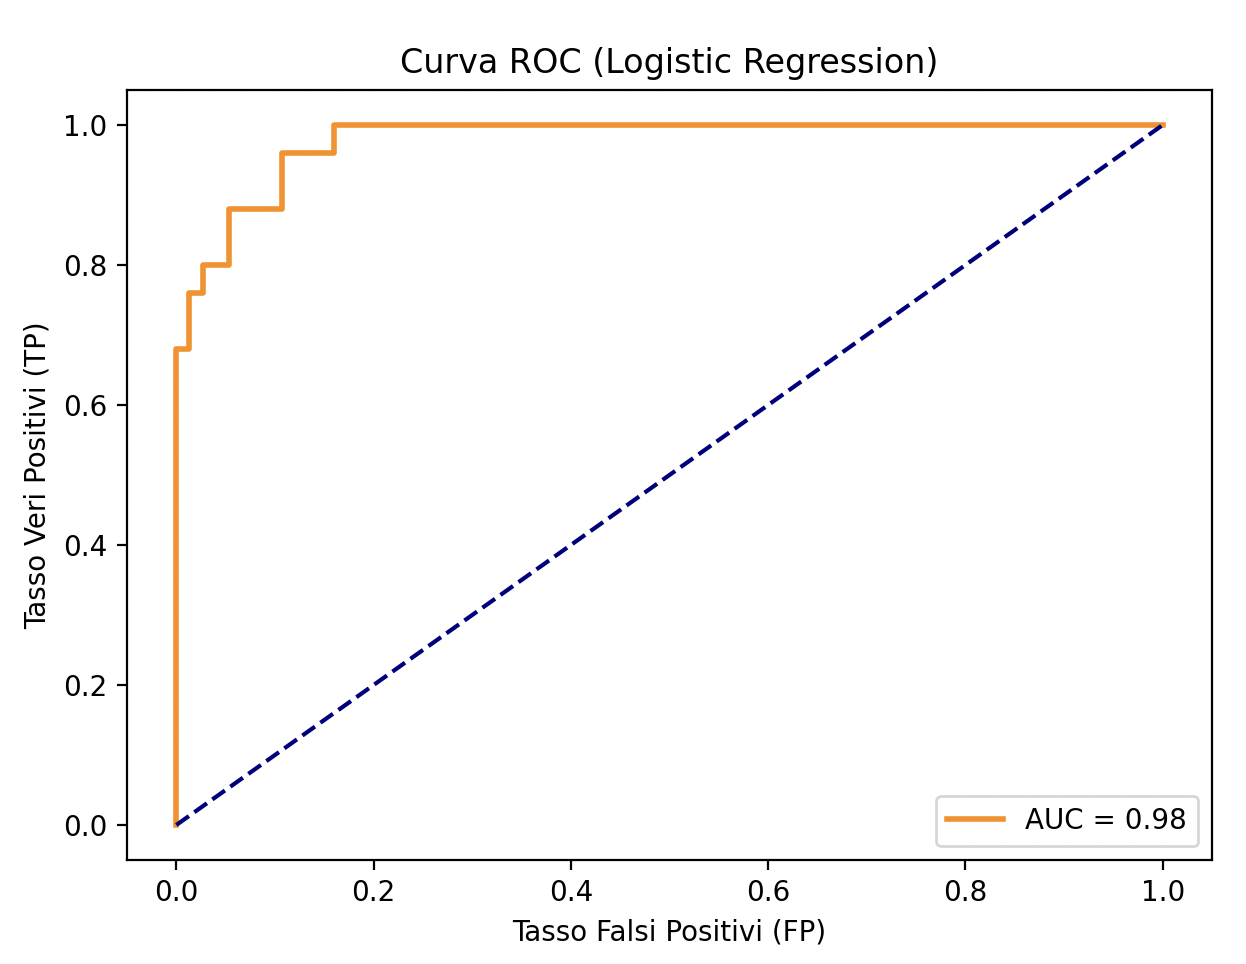 Curva ROC (Logistic Regression)
Tasso Veri Positivi (TP)
1.0
0.8
0.6
0.4
0.2
0.0
AUC = 0.98
0.0 0.2 0.4 0.6 0.8 1.0
Tasso Falsi Positivi (FP)